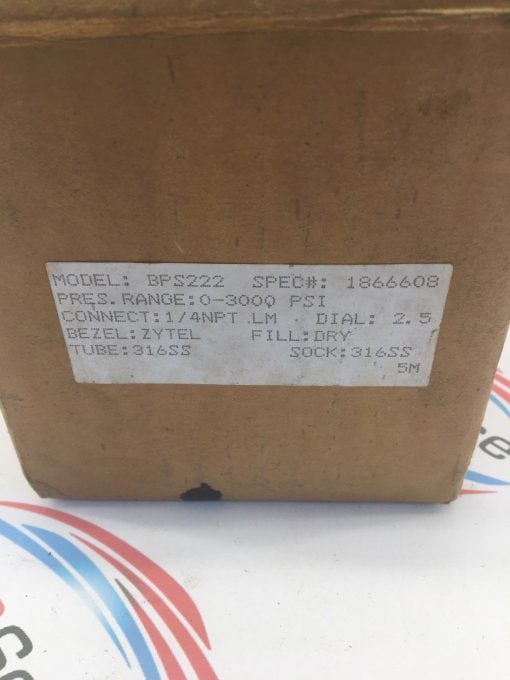 MODEL: BPS222 SPEC#: 1866608
PRES.RANGE:0-3000 PSI
CONNECT:1/4NPT LM DIAL: 2.5
BEZEL:ZYTEL FILL:DRY
TUBE:316SS SOCK:316SS
5M